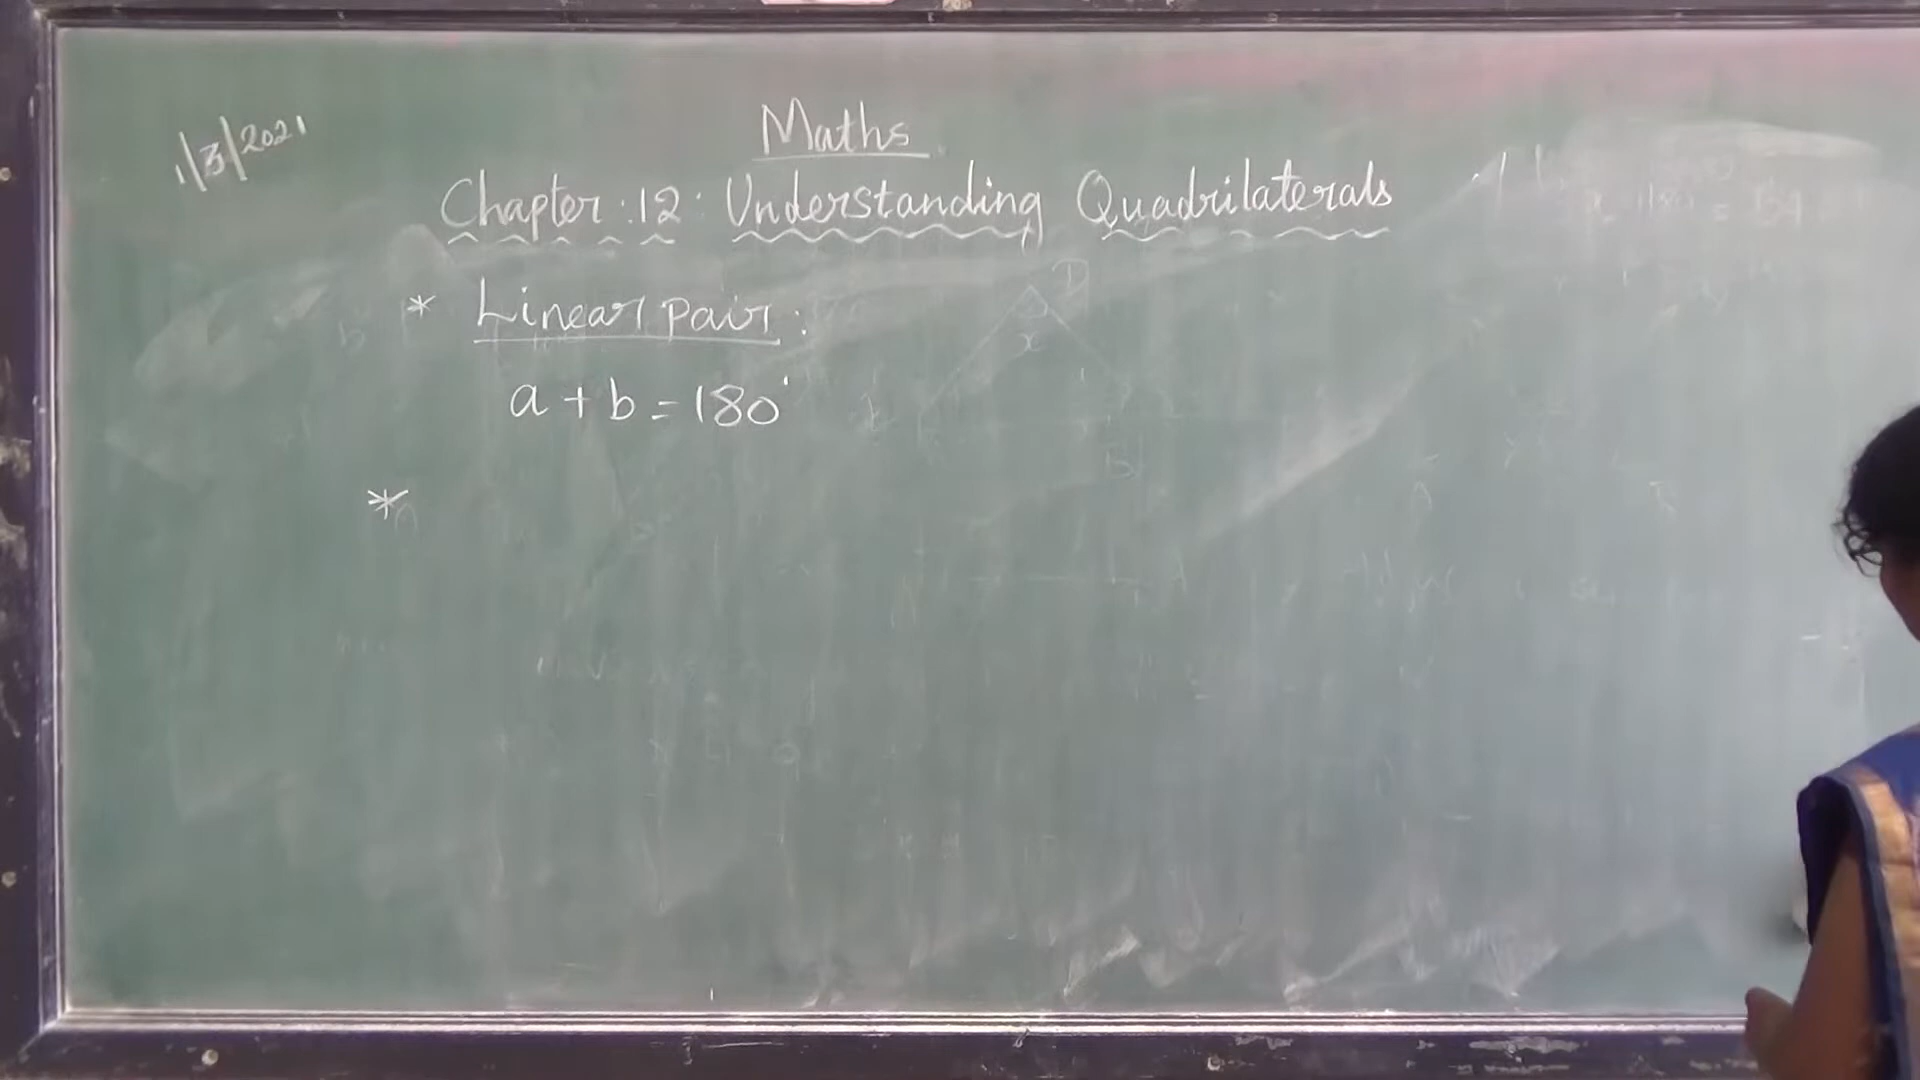 1/3/2021
Maths
Chapter : 12 : Understanding Quadrilaterals
* Linear pair :
a + b = 180°
*